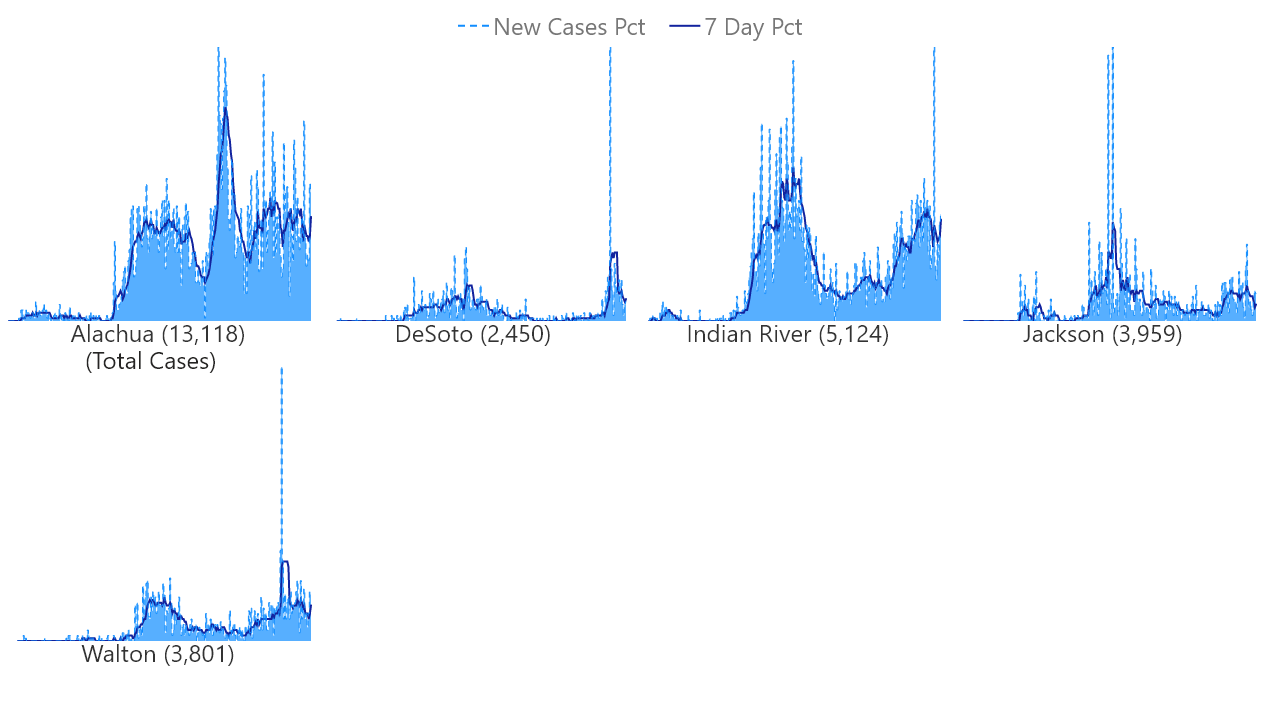 New Cases Pct 7 Day Pct
Alachua (13,118)
(Total Cases)
DeSoto (2,450)
Indian River (5,124)
Jackson (3,959)
Walton (3,801)